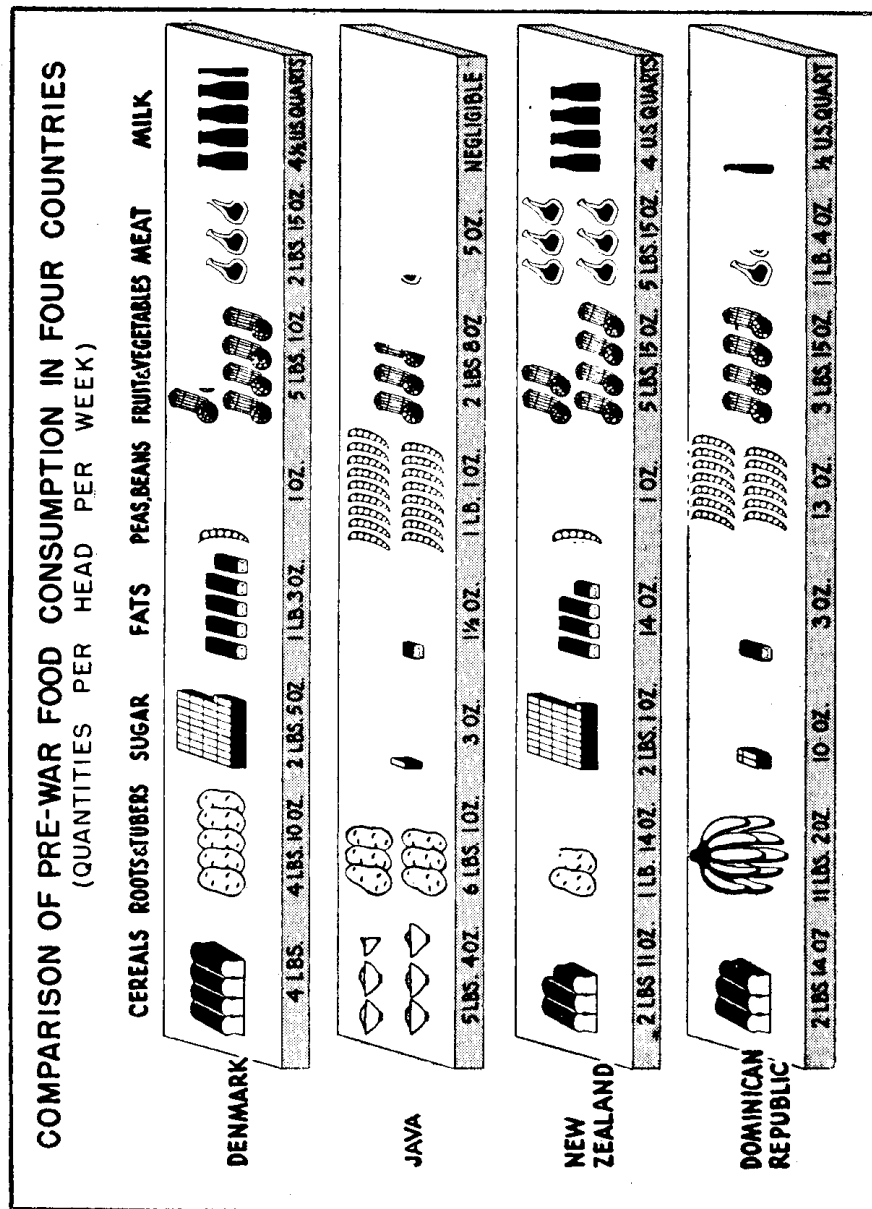 COMPARISON OF PRE-WAR FOOD CONSUMPTION IN FOUR COUNTRIES
(QUANTITIES PER HEAD PER WEEK)
CEREALS ROOTS&TUBERS SUGAR FATS PEAS,BEANS FRUIT&VEGETABLES MEAT MILK
DENMARK
4 LBS. 4 LBS. 10 OZ. 2 LBS. 5 OZ. 1 LB. 3 OZ. 1 OZ. 5 LBS. 1 OZ. 2 LBS. 15 OZ. 4½ U.S. QUARTS
JAVA
5 LBS. 4 OZ. 6 LBS. 1 OZ. 3 OZ. 1½ OZ. 1 LB. 1 OZ. 2 LBS 8 OZ 5 OZ. NEGLIGIBLE
NEW
ZEALAND
2 LBS 11 OZ. 1 LB. 14 OZ. 2 LBS. 1 OZ. 14 OZ. 1 OZ. 5 LBS. 15 OZ. 5 LBS. 15 OZ. 4 U.S. QUARTS
DOMINICAN
REPUBLIC
2 LBS 14 OZ 11 LBS. 2 OZ. 10 OZ. 3 OZ. 13 OZ. 3 LBS. 15 OZ. 1 LB. 4 OZ. ½ U.S. QUART